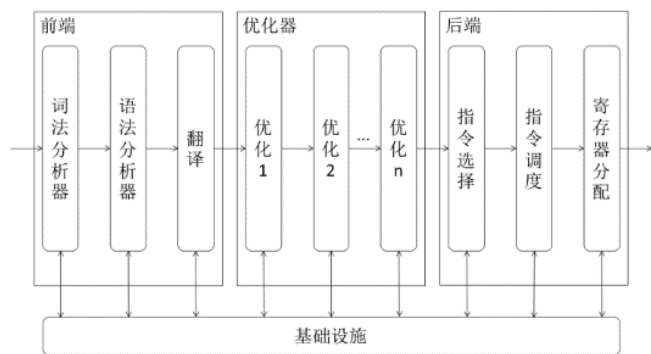 前端
词法分析器
语法分析器
翻译
优化器
优化1
优化2
...
优化n
后端
指令选择
指令调度
寄存器分配
基础设施